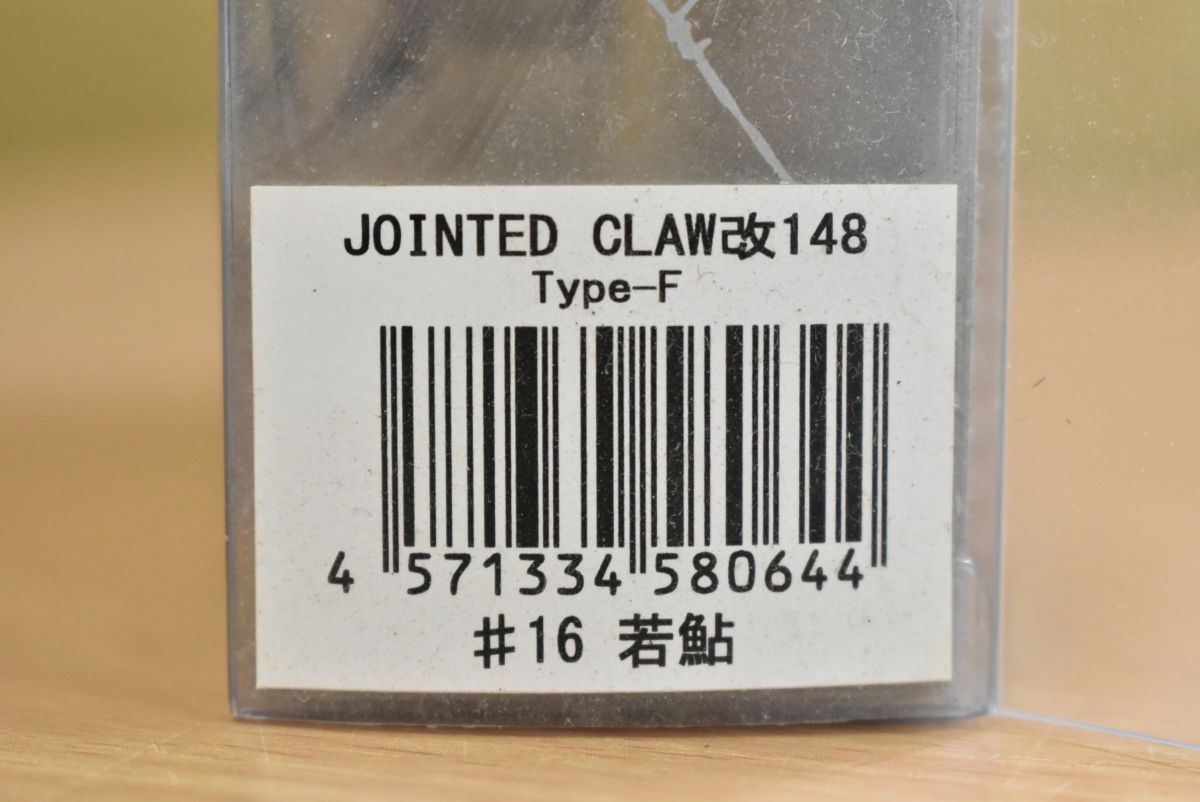 JOINTED CLAW改148
Type-F
4 571334 580644
#16 若鮎